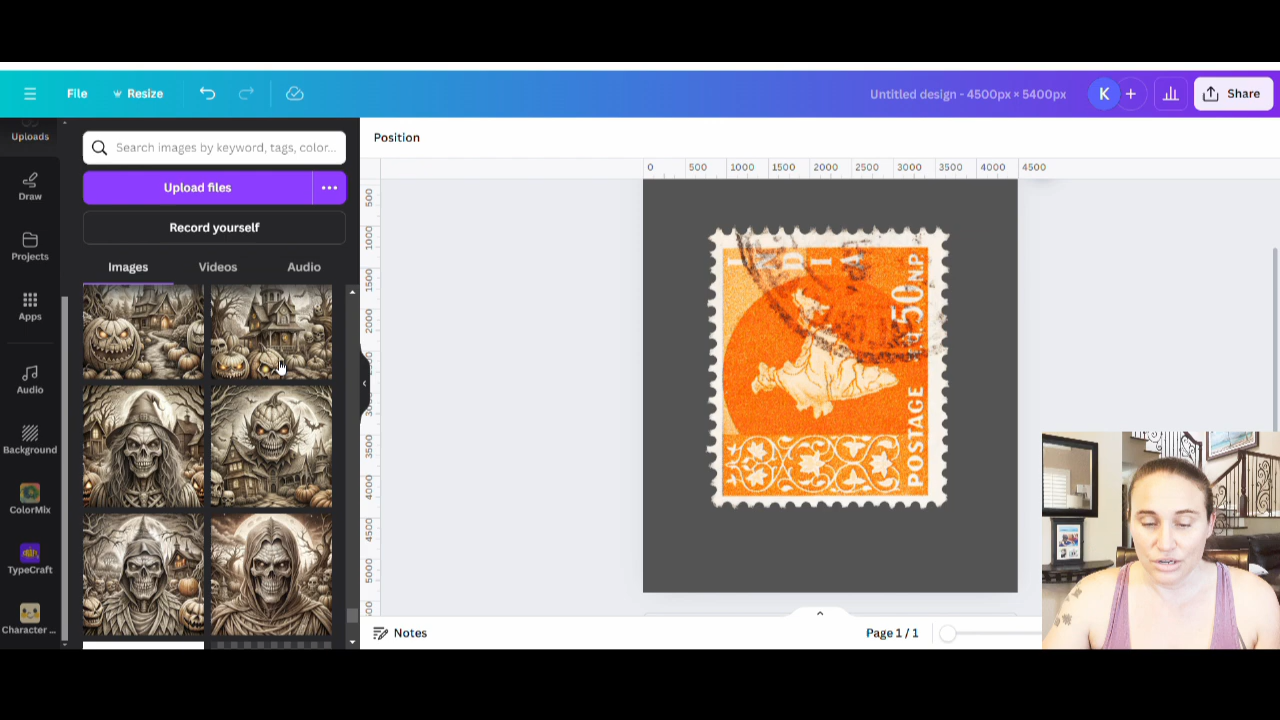 File
Resize
Untitled design - 4500px × 5400px
K
+
Share
Uploads
Search images by keyword, tags, color...
Position
Upload files
Draw
Record yourself
Projects
Images
Videos
Audio
Apps
Audio
Background
ColorMix
TypeCraft
Character ...
0
500
1000
1500
2000
2500
3000
3500
4000
4500
500
1000
1500
2000
3000
3500
4000
4500
5000
INDIA
50 N.P.
POSTAGE
Notes
Page 1 / 1